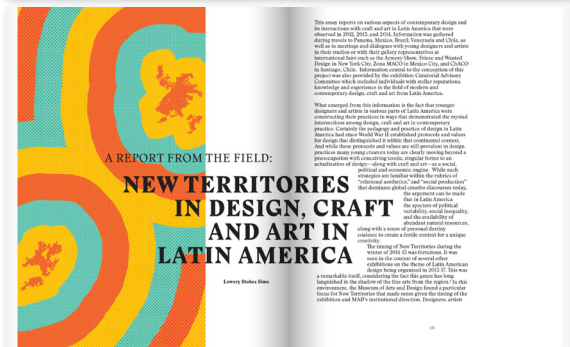 A REPORT FROM THE FIELD:
NEW TERRITORIES
IN DESIGN, CRAFT
AND ART IN
LATIN AMERICA
Lowery Stokes Sims
This essay reports on various aspects of contemporary design and
its interactions with craft and art in Latin America that were
observed in 2012, 2013, and 2014. Information was gathered
during travels to Panama, Mexico, Brazil, Venezuela and Chile, as
well as in meetings and dialogues with young designers and artists
in their studios or with their gallery representatives at
international fairs such as the Armory Show, Frieze and Wanted
Design in New York City, Zona MACO in Mexico City, and ChACO
in Santiago, Chile. Information central to the conception of this
project was also provided by the exhibition Curatorial Advisory
Committee which included individuals with stellar reputations,
knowledge and experience in the field of modern and
contemporary design, craft and art from Latin America.
What emerged from this information is the fact that younger
designers and artists in various parts of Latin America were
constructing their practices in ways that demonstrated the myriad
intersections among design, craft and art in contemporary
practice. Certainly the pedagogy and practice of design in Latin
America had since World War II established protocols and values
for design that distinguished it within that continental context.
And while these protocols and values are still prevalent in design
practices many young creators today are clearly moving beyond a
preoccupation with conceiving iconic, singular forms to an
actualization of design—along with craft and art—as a social,
political and economic engine. While such
strategies are familiar within the rubrics of
"relational aesthetics," and "social production"
that dominate global creative discourses today,
the argument can be made
that in Latin America
the specters of political
variability, social inequality,
and the availability of
abundant natural resources,
along with a sense of personal destiny
coalesce to create a fertile context for a unique
creativity.
The timing of New Territories during the
winter of 2014-15 was fortuitous. It was
seen in the context of several other
exhibitions on the theme of Latin American
design being organized in 2015-17. This was
a remarkable itself, considering the fact this genre has long
languished in the shadow of the fine arts from the region.¹ In this
environment, the Museum of Arts and Design found a particular
focus for New Territories that made sense given the timing of the
exhibition and MAD's institutional direction. Designers, artists